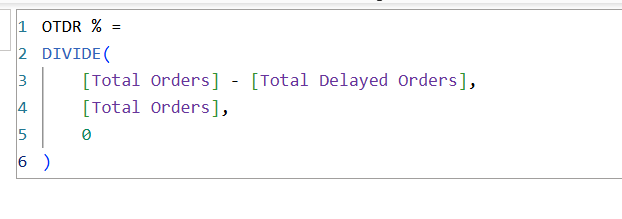 1 OTDR % =
2 DIVIDE(
3 [Total Orders] - [Total Delayed Orders],
4 [Total Orders],
5 0
6 )